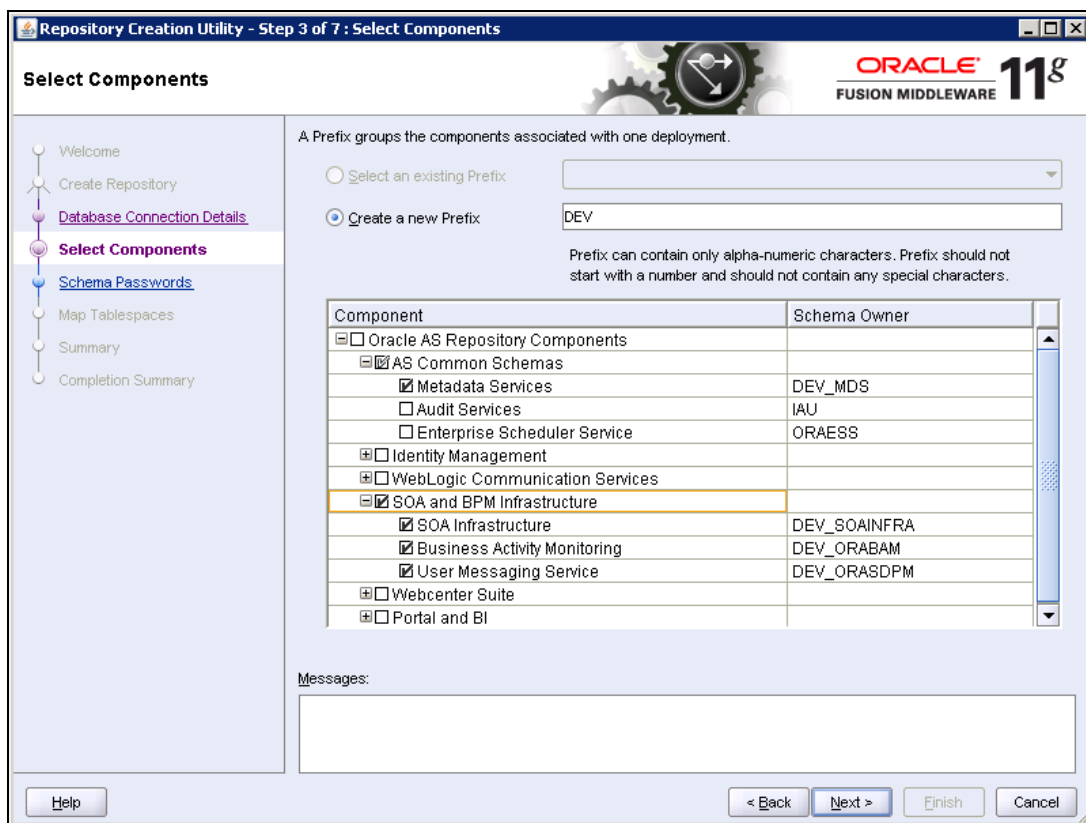 Repository Creation Utility - Step 3 of 7 : Select Components
Select Components
ORACLE
FUSION MIDDLEWARE
11g
Welcome
Create Repository
Database Connection Details
Select Components
Schema Passwords
Map Tablespaces
Summary
Completion Summary
A Prefix groups the components associated with one deployment.
Select an existing Prefix
Create a new Prefix
DEV
Prefix can contain only alpha-numeric characters. Prefix should not
start with a number and should not contain any special characters.
Component Schema Owner
Oracle AS Repository Components
AS Common Schemas
Metadata Services DEV_MDS
Audit Services IAU
Enterprise Scheduler Service ORAESS
Identity Management
WebLogic Communication Services
SOA and BPM Infrastructure
SOA Infrastructure DEV_SOAINFRA
Business Activity Monitoring DEV_ORABAM
User Messaging Service DEV_ORASDPM
Webcenter Suite
Portal and BI
Messages:
Help
< Back
Next >
Finish
Cancel